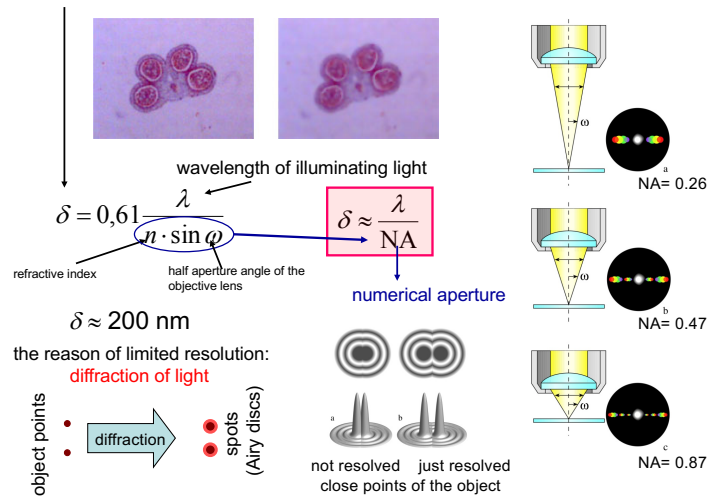 wavelength of illuminating light
δ = 0,61 λ / n · sin ω
δ ≈ λ / NA
refractive index
half aperture angle of the
objective lens
numerical aperture
δ ≈ 200 nm
the reason of limited resolution:
diffraction of light
object points
diffraction
spots
(Airy discs)
a
b
not resolved
just resolved
close points of the object
ω
a
NA= 0.26
ω
b
NA= 0.47
ω
c
NA= 0.87